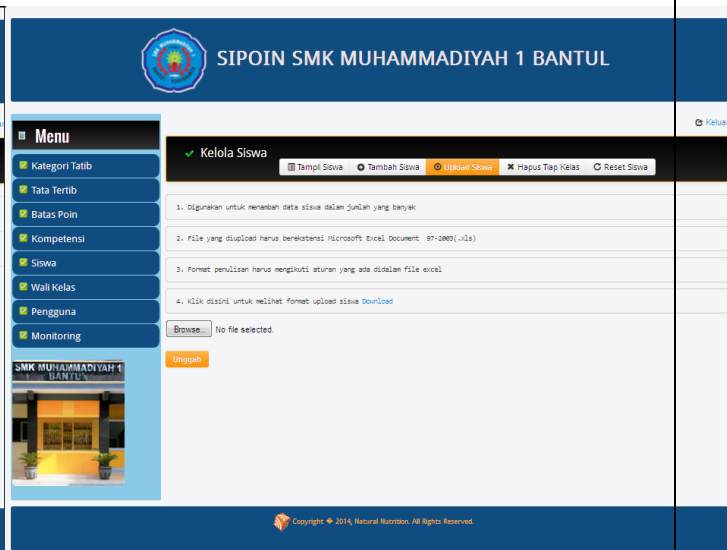 SIPOIN SMK MUHAMMADIYAH 1 BANTUL
Kelua
Menu
Kategori Tatib
Tata Tertib
Batas Poin
Kompetensi
Siswa
Wali Kelas
Pengguna
Monitoring
SMK MUHAMMADIYAH 1
BANTUL
Kelola Siswa
Tampil Siswa Tambah Siswa Upload Siswa Hapus Tiap Kelas Reset Siswa
1. Digunakan untuk menambah data siswa dalam jumlah yang banyak
2. File yang diupload harus berekstensi Microsoft Excel Document 97-2003(.xls)
3. Format penulisan harus mengikuti aturan yang ada didalam file excel
4. Klik disini untuk melihat format upload siswa Download
Browse... No file selected.
Unggah
Copyright � 2014, Natural Nutrition. All Rights Reserved.